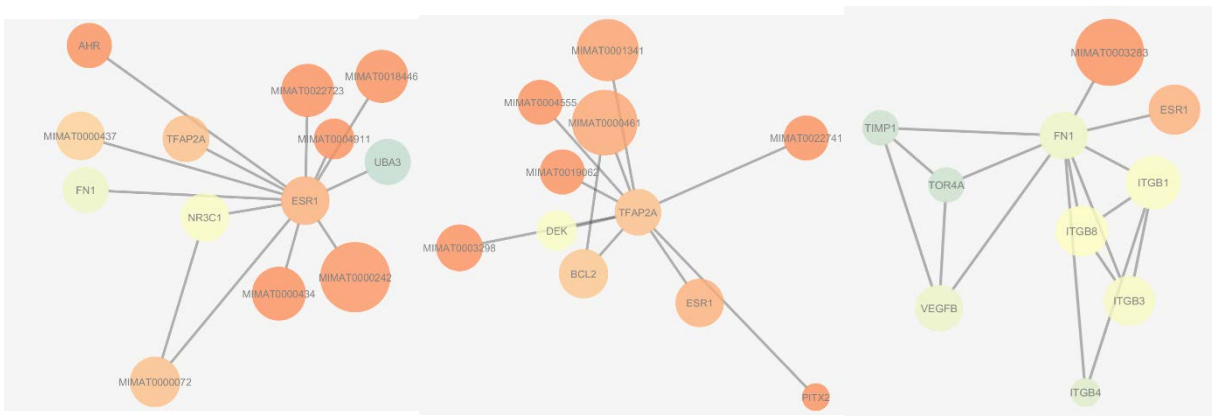 AHR
MIMAT0022723
MIMAT0018446
MIMAT0000437
TFAP2A
MIMAT0004911
UBA3
FN1
ESR1
NR3C1
MIMAT0000242
MIMAT0000434
MIMAT0000072
MIMAT0001341
MIMAT0004555
MIMAT0000461
MIMAT0022741
MIMAT0019062
TFAP2A
DEK
MIMAT0003298
BCL2
ESR1
PITX2
MIMAT0003283
ESR1
TIMP1
FN1
TOR4A
ITGB1
ITGB8
VEGFB
ITGB3
ITGB4